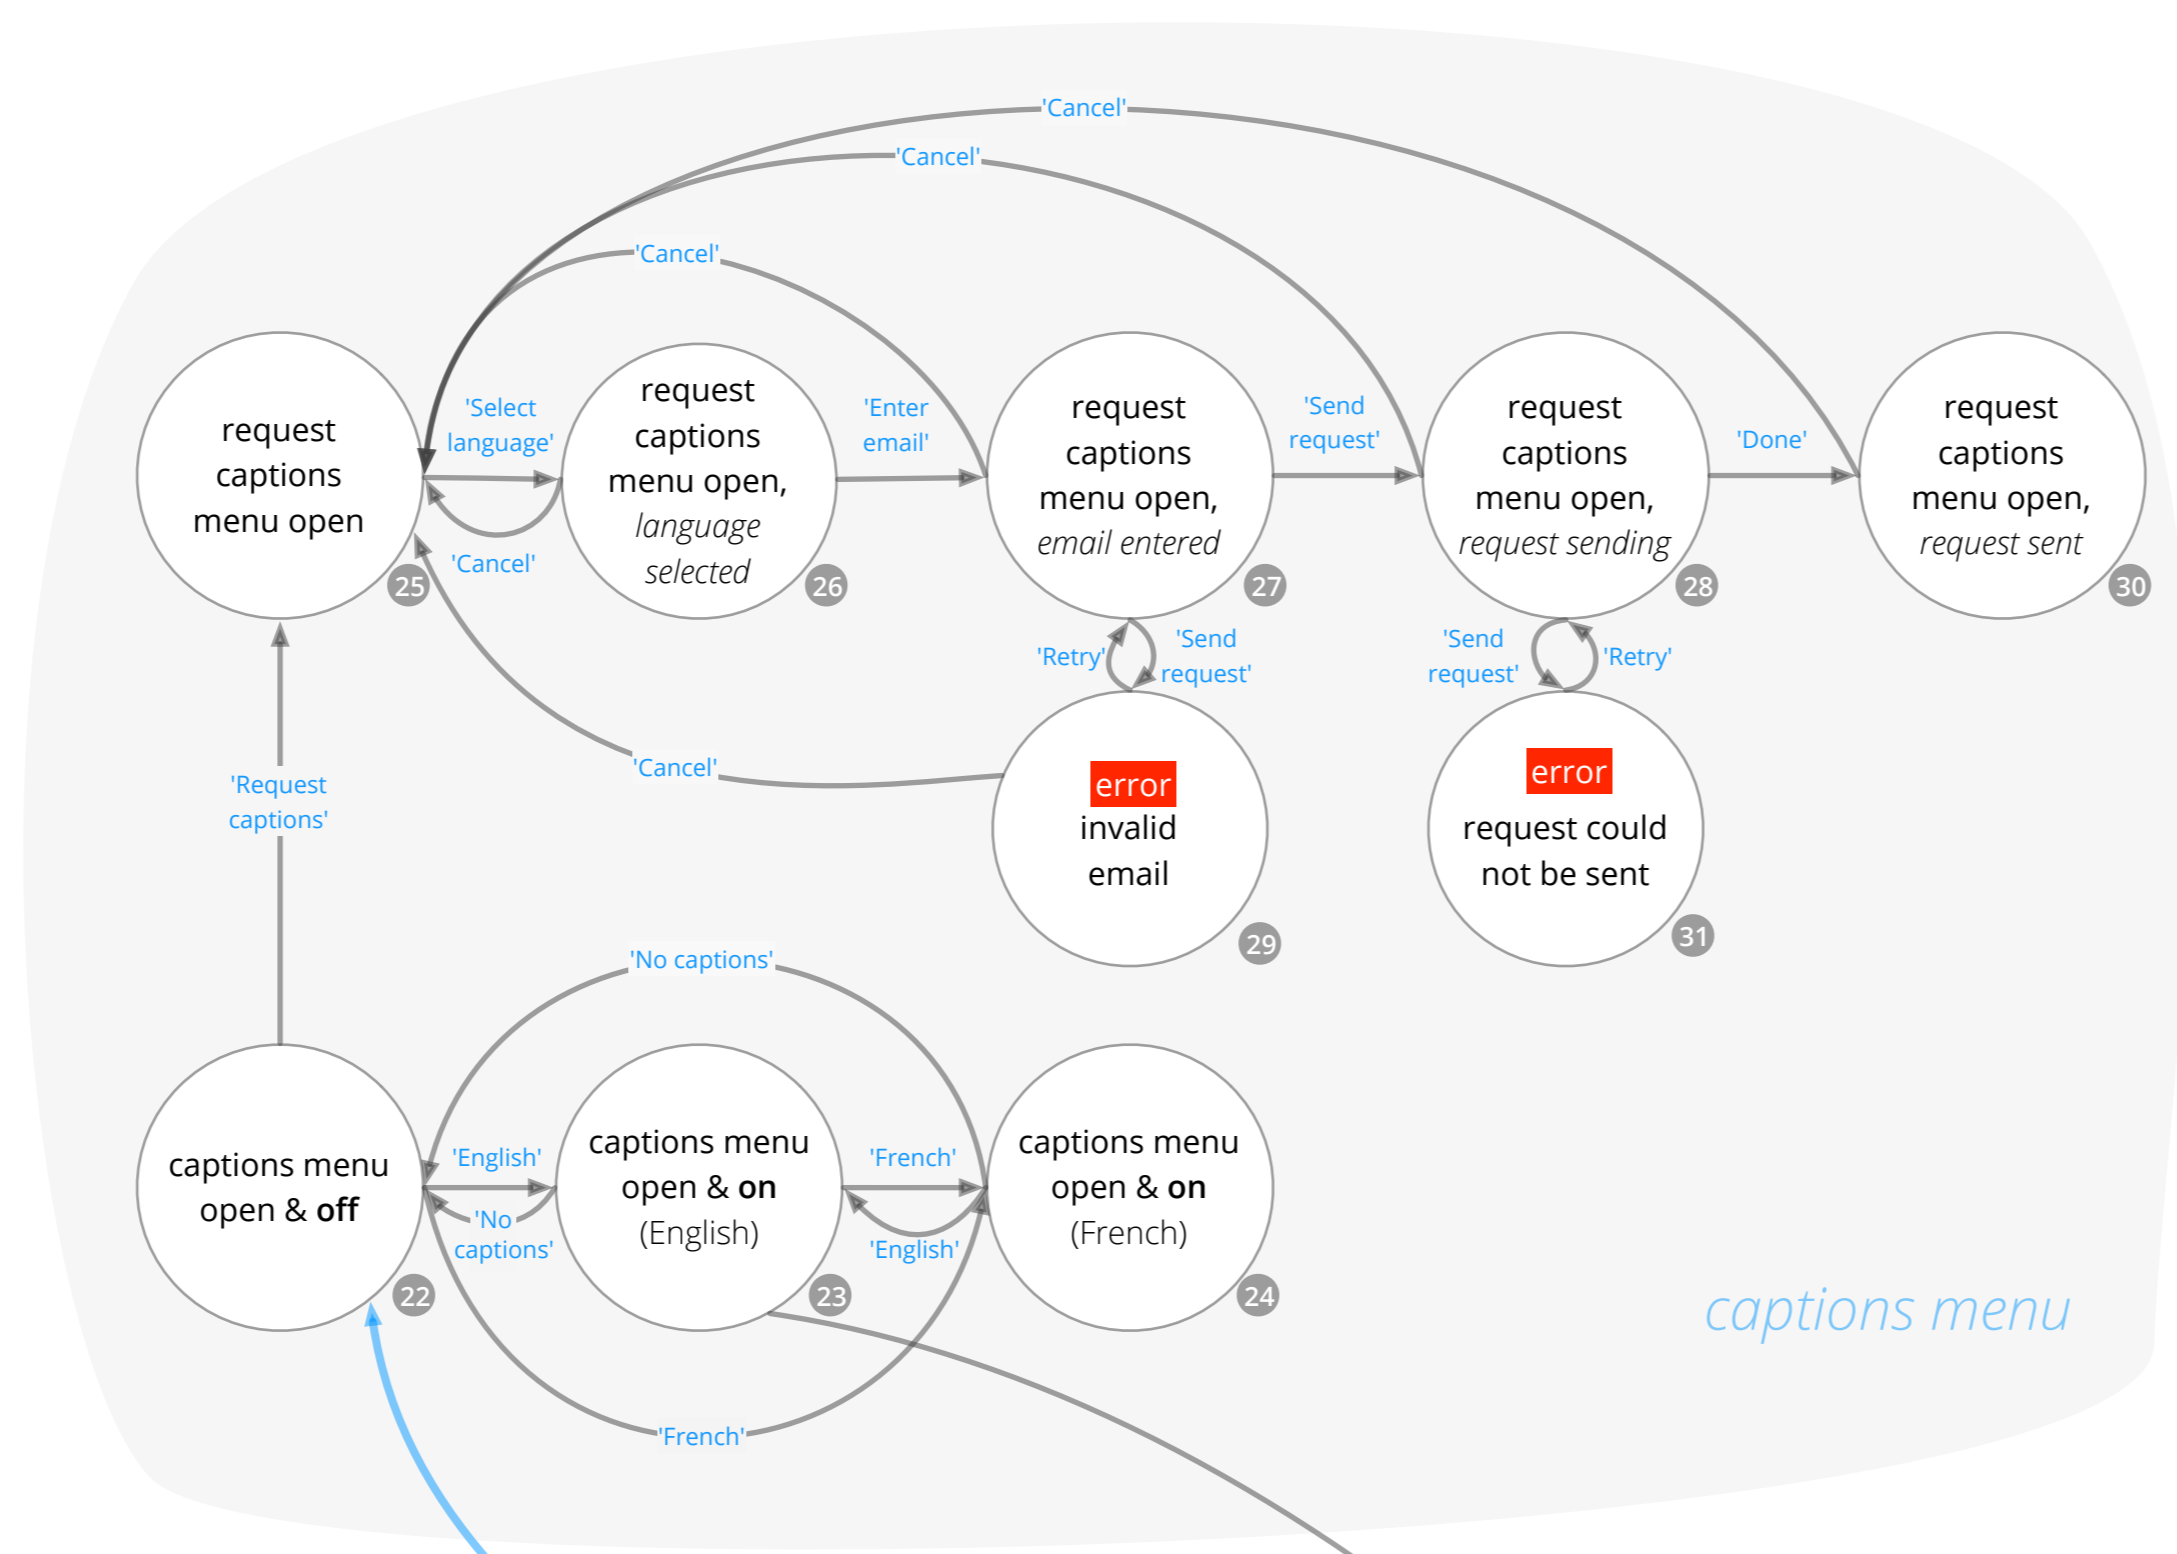 'Cancel'
'Cancel'
'Cancel'
request
captions
menu open
25
'Select
language'
'Cancel'
request
captions
menu open,
language
selected
26
'Enter
email'
request
captions
menu open,
email entered
27
'Send
request'
request
captions
menu open,
request sending
28
'Done'
request
captions
menu open,
request sent
30
'Retry'
'Send
request'
'Send
request'
'Retry'
'Cancel'
error
invalid
email
29
error
request could
not be sent
31
'Request
captions'
'No captions'
captions menu
open & off
22
'English'
'No
captions'
captions menu
open & on
(English)
23
'French'
'English'
captions menu
open & on
(French)
24
'French'
captions menu